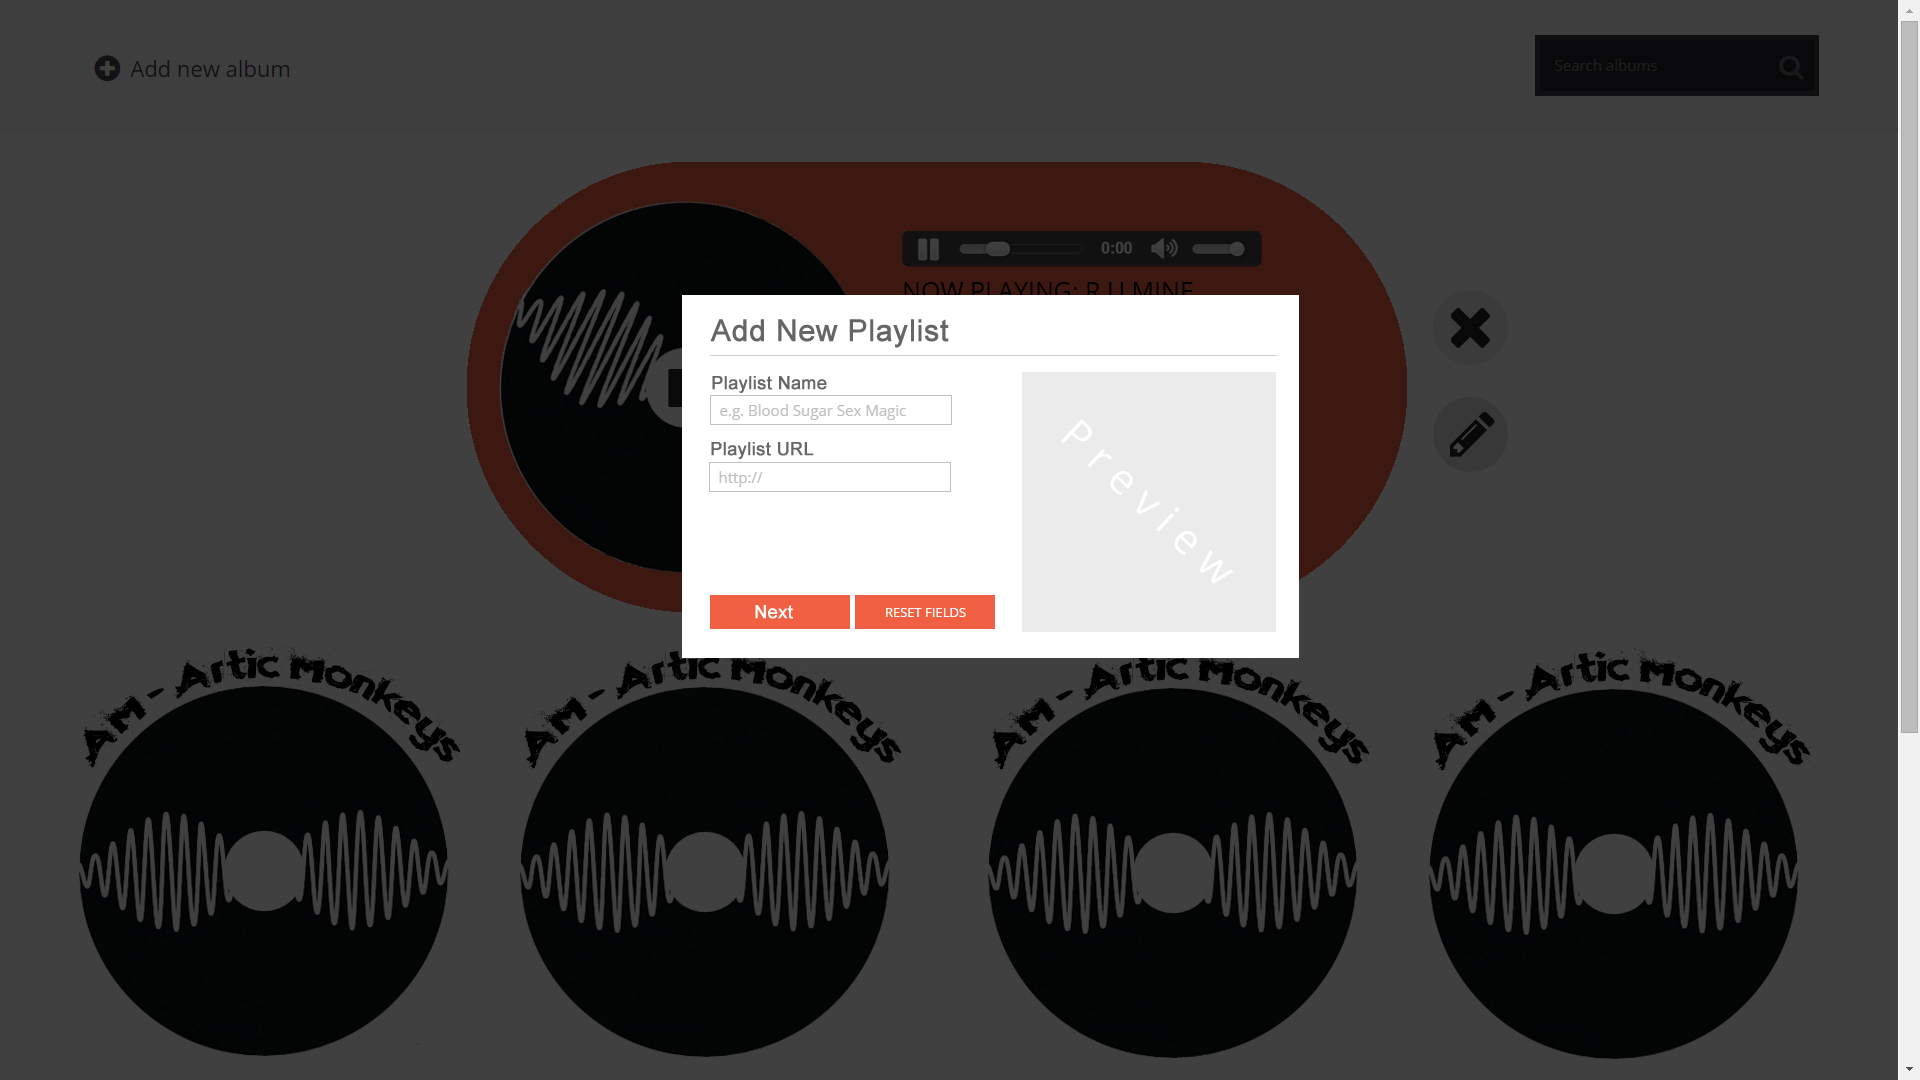 Add new album
Search albums
0:00
NOW PLAYING: R U MINE
Add New Playlist
Playlist Name
e.g. Blood Sugar Sex Magic
Playlist URL
http://
Preview
Next
RESET FIELDS
AM - Artic Monkeys
AM - Artic Monkeys
AM - Artic Monkeys
AM - Artic Monkeys